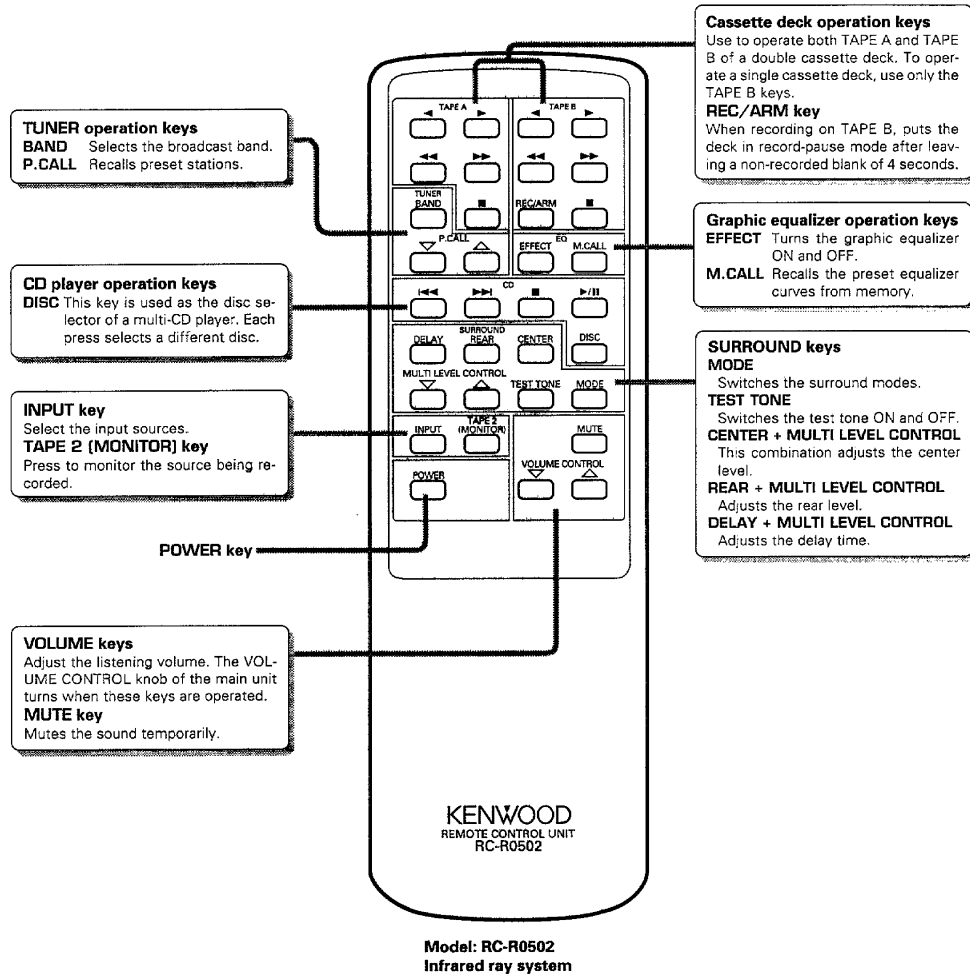 Cassette deck operation keys
Use to operate both TAPE A and TAPE
B of a double cassette deck. To oper-
ate a single cassette deck, use only the
TAPE B keys.
REC/ARM key
When recording on TAPE B, puts the
deck in record-pause mode after leav-
ing a non-recorded blank of 4 seconds.
TUNER operation keys
BAND Selects the broadcast band.
P.CALL Recalls preset stations.
Graphic equalizer operation keys
EFFECT Turns the graphic equalizer
ON and OFF.
M.CALL Recalls the preset equalizer
curves from memory.
CD player operation keys
DISC This key is used as the disc se-
lector of a multi-CD player. Each
press selects a different disc.
SURROUND keys
MODE
Switches the surround modes.
TEST TONE
Switches the test tone ON and OFF.
CENTER + MULTI LEVEL CONTROL
This combination adjusts the center
level.
REAR + MULTI LEVEL CONTROL
Adjusts the rear level.
DELAY + MULTI LEVEL CONTROL
Adjusts the delay time.
INPUT key
Select the input sources.
TAPE 2 (MONITOR) key
Press to monitor the source being re-
corded.
POWER key
VOLUME keys
Adjust the listening volume. The VOL-
UME CONTROL knob of the main unit
turns when these keys are operated.
MUTE key
Mutes the sound temporarily.
TAPE A TAPE B
TUNER
BAND REC/ARM
P.CALL EQ
EFFECT M.CALL
CD
SURROUND
DELAY REAR CENTER DISC
MULTI LEVEL CONTROL TEST TONE MODE
TAPE 2
INPUT (MONITOR) MUTE
VOLUME CONTROL
POWER
KENWOOD
REMOTE CONTROL UNIT
RC-R0502
Model: RC-R0502
Infrared ray system